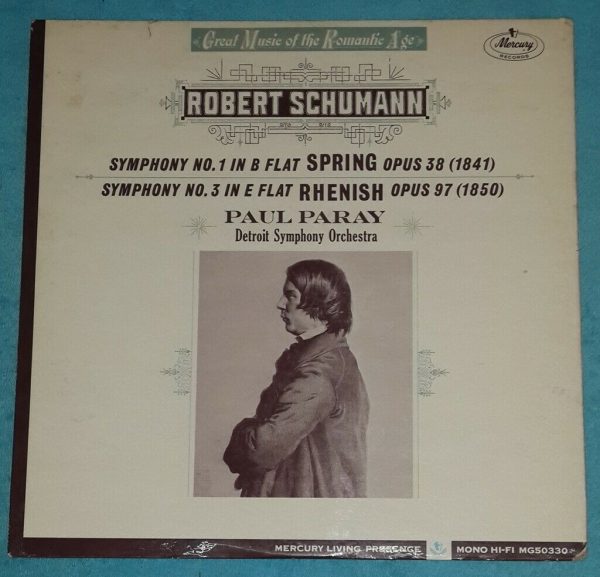 Great Music of the Romantic Age
Mercury
RECORDS
ROBERT SCHUMANN
SYMPHONY NO. 1 IN B FLAT SPRING OPUS 38 (1841)
SYMPHONY NO. 3 IN E FLAT RHENISH OPUS 97 (1850)
PAUL PARAY
Detroit Symphony Orchestra
MERCURY LIVING PRESENCE MONO HI-FI MG50330